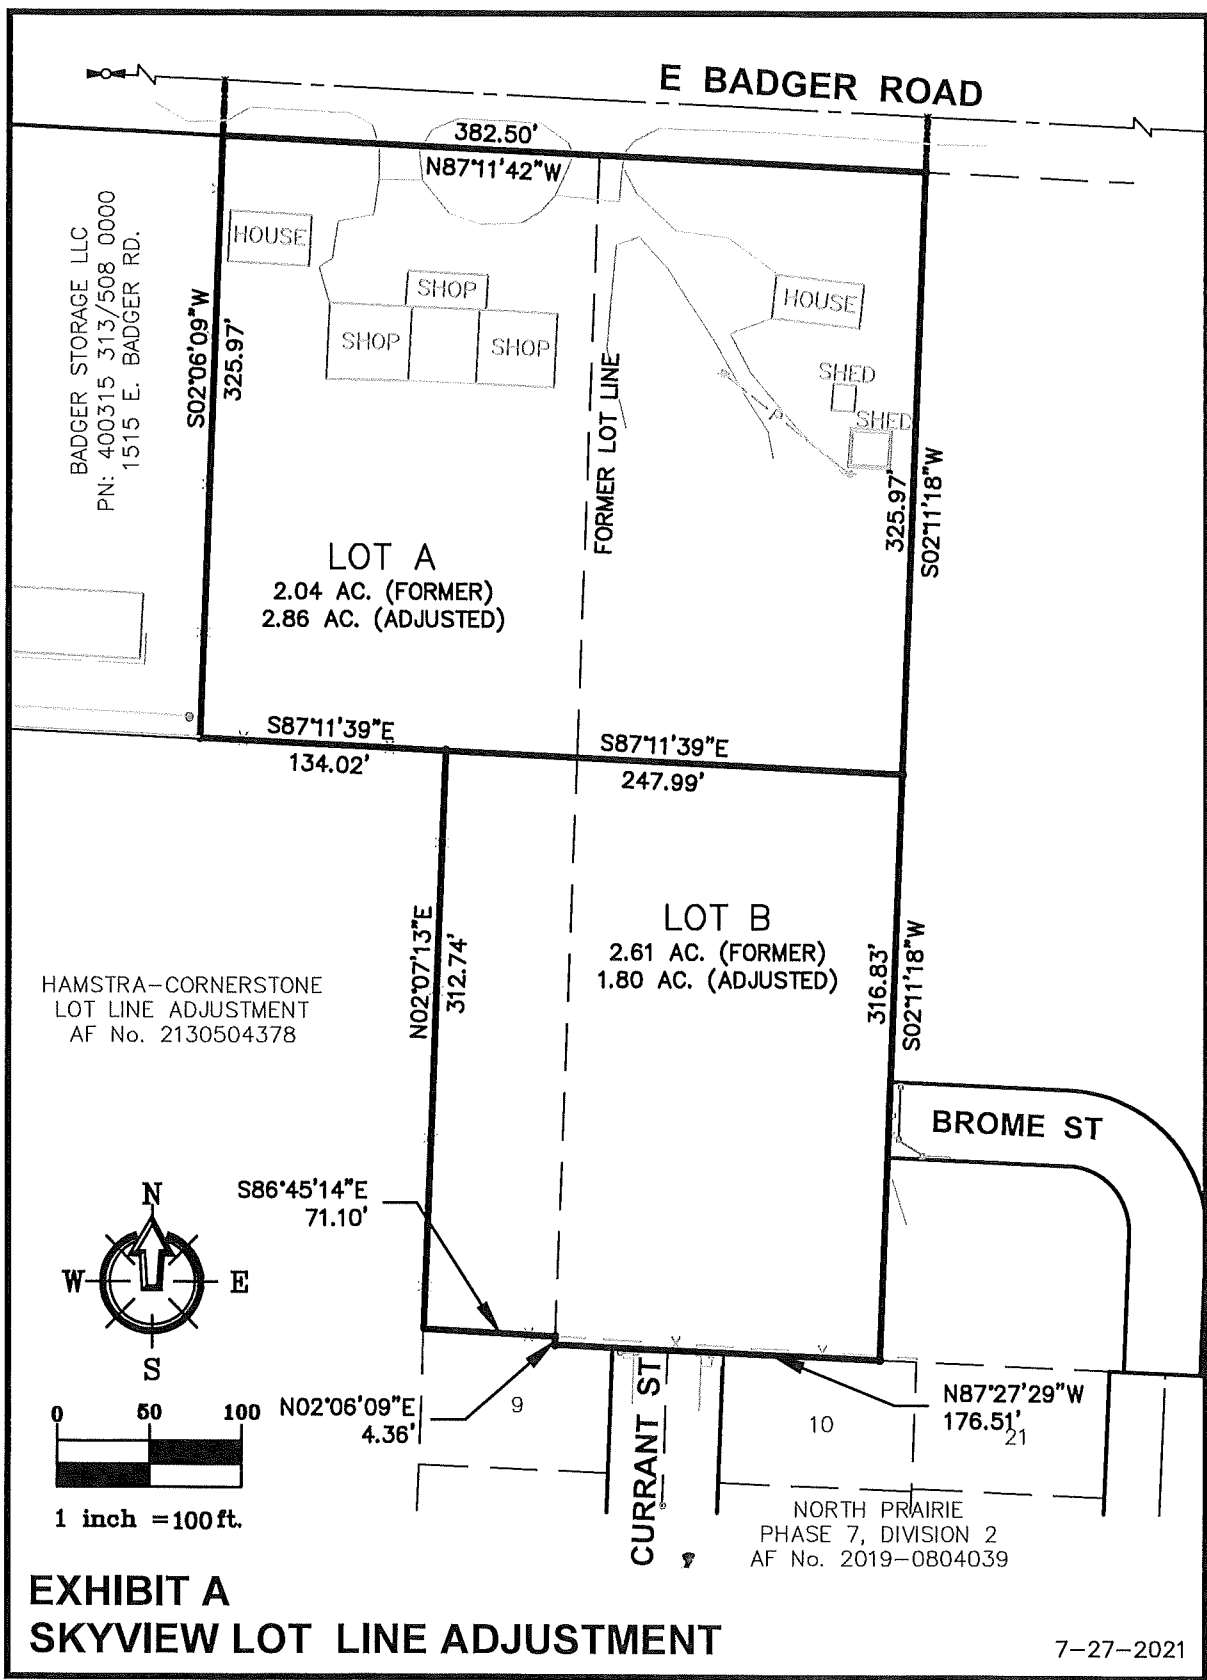 E BADGER ROAD
382.50'
N87°11'42"W
BADGER STORAGE LLC
PN: 400315 313/508 0000
1515 E. BADGER RD.
HOUSE
SHOP
SHOP
SHOP
HOUSE
SHED
SHED
S02°06'09"W
325.97'
FORMER LOT LINE
325.97'
S02°11'18"W
LOT A
2.04 AC. (FORMER)
2.86 AC. (ADJUSTED)
S87°11'39"E
134.02'
S87°11'39"E
247.99'
LOT B
2.61 AC. (FORMER)
1.80 AC. (ADJUSTED)
N02°07'13"E
312.74'
316.83'
S02°11'18"W
HAMSTRA-CORNERSTONE
LOT LINE ADJUSTMENT
AF No. 2130504378
BROME ST
S86°45'14"E
71.10'
N
W
E
S
N02°06'09"E
4.36'
9
CURRANT ST
10
N87°27'29"W
176.51'
21
0 50 100
1 inch =100 ft.
NORTH PRAIRIE
PHASE 7, DIVISION 2
AF No. 2019-0804039
EXHIBIT A
SKYVIEW LOT LINE ADJUSTMENT
7-27-2021